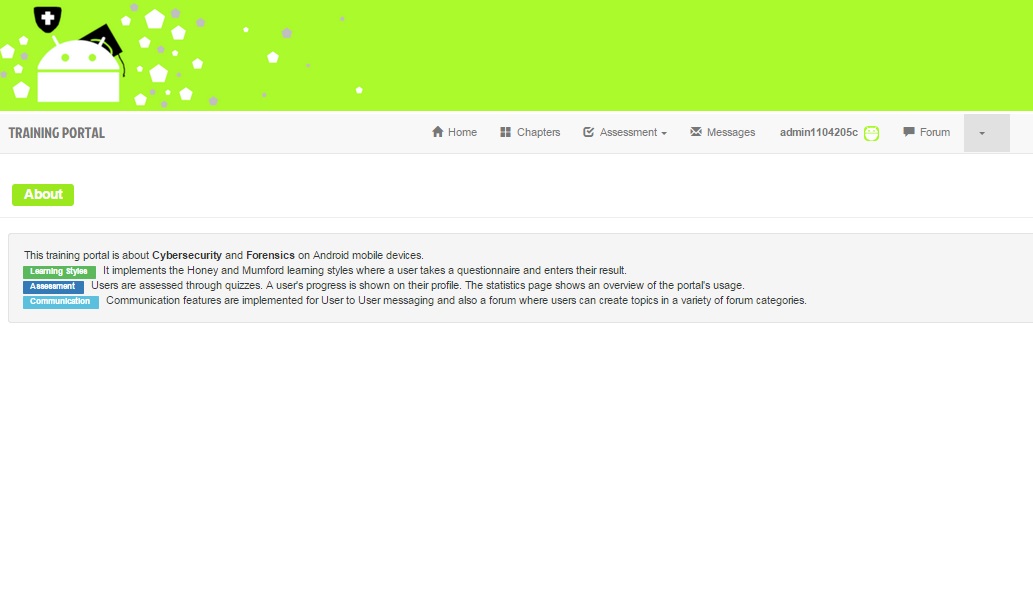 TRAINING PORTAL
Home Chapters Assessment Messages admin1104205c Forum
About
This training portal is about Cybersecurity and Forensics on Android mobile devices.
Learning Styles It implements the Honey and Mumford learning styles where a user takes a questionnaire and enters their result.
Assessment Users are assessed through quizzes. A user's progress is shown on their profile. The statistics page shows an overview of the portal's usage.
Communication Communication features are implemented for User to User messaging and also a forum where users can create topics in a variety of forum categories.